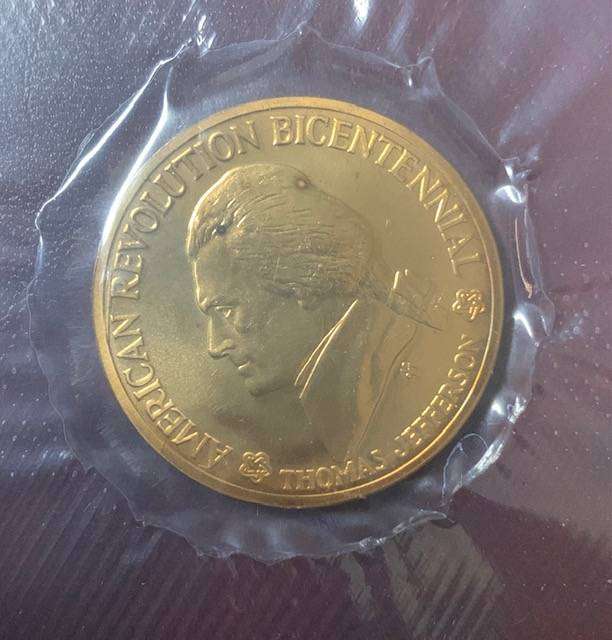 AMERICAN REVOLUTION BICENTENNIAL
THOMAS JEFFERSON